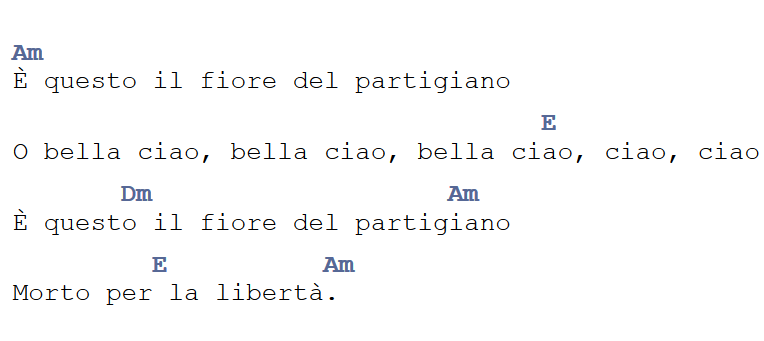 Am
È questo il fiore del partigiano
E
O bella ciao, bella ciao, bella ciao, ciao, ciao
Dm Am
È questo il fiore del partigiano
E Am
Morto per la libertà.